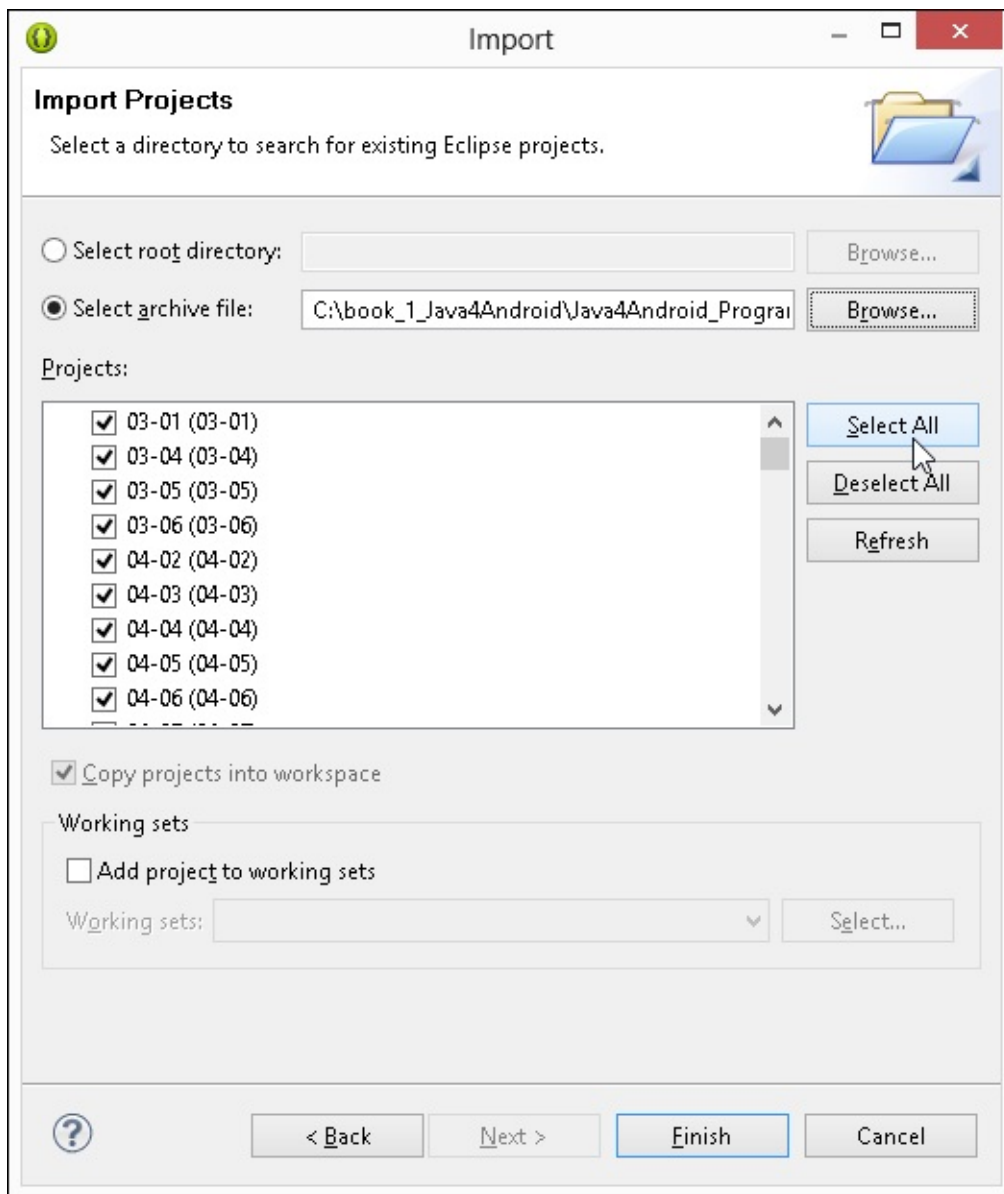 Import
Import Projects
Select a directory to search for existing Eclipse projects.
Select root directory:
Browse...
Select archive file:
C:\book_1_Java4Android\Java4Android_Progra
Browse...
Projects:
03-01 (03-01)
Select All
03-04 (03-04)
03-05 (03-05)
Deselect All
03-06 (03-06)
Refresh
04-02 (04-02)
04-03 (04-03)
04-04 (04-04)
04-05 (04-05)
04-06 (04-06)
Copy projects into workspace
Working sets
Add project to working sets
Working sets:
Select...
< Back
Next >
Finish
Cancel